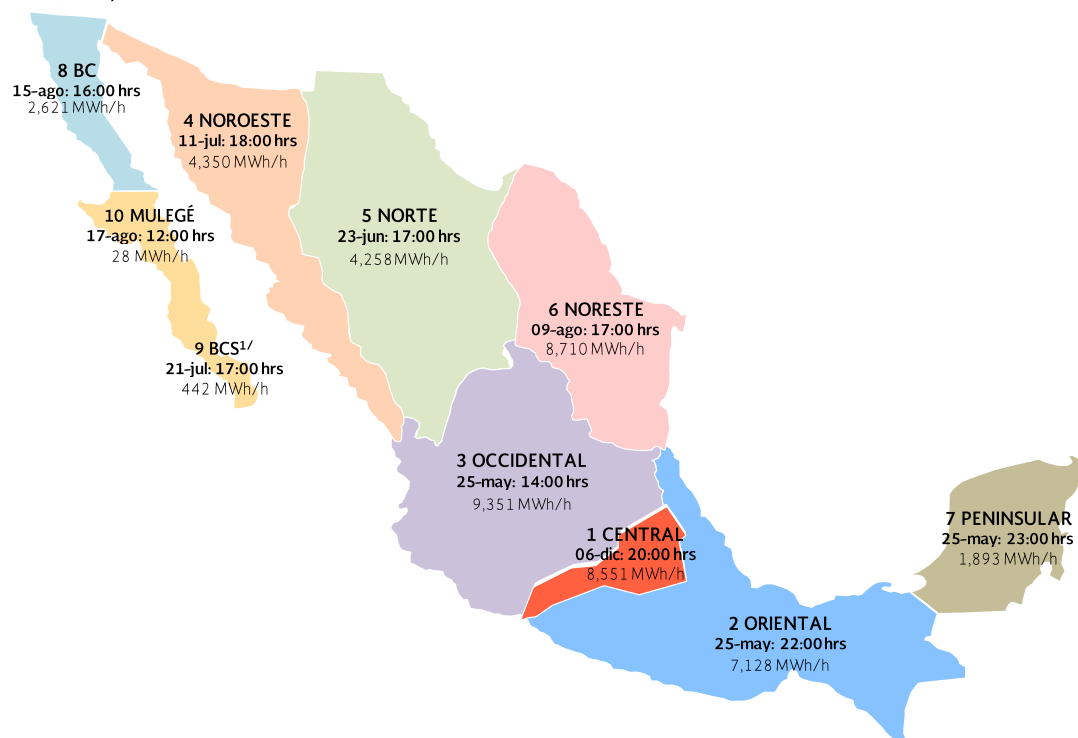 8 BC
15-ago: 16:00 hrs
2,621 MWh/h
4 NOROESTE
11-jul: 18:00 hrs
4,350 MWh/h
10 MULEGÉ
17-ago: 12:00 hrs
28 MWh/h
5 NORTE
23-jun: 17:00 hrs
4,258MWh/h
6 NORESTE
09-ago: 17:00 hrs
8,710 MWh/h
9 BCS1/
21-jul: 17:00 hrs
442 MWh/h
3 OCCIDENTAL
25-may: 14:00 hrs
9,351 MWh/h
1 CENTRAL
06-dic: 20:00 hrs
8,551 MWh/h
7 PENINSULAR
25-may: 23:00 hrs
1,893 MWh/h
2 ORIENTAL
25-may: 22:00 hrs
7,128 MWh/h